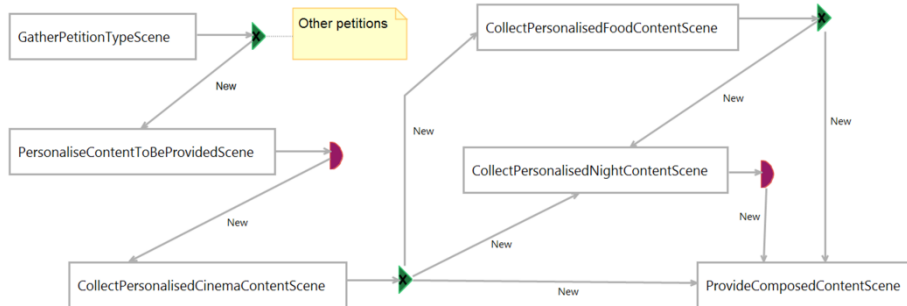 GatherPetitionTypeScene
X
Other petitions
CollectPersonalisedFoodContentScene
X
New
New
New
New
PersonaliseContentToBeProvidedScene
CollectPersonalisedNightContentScene
New
New
New
CollectPersonalisedCinemaContentScene
X
New
ProvideComposedContentScene